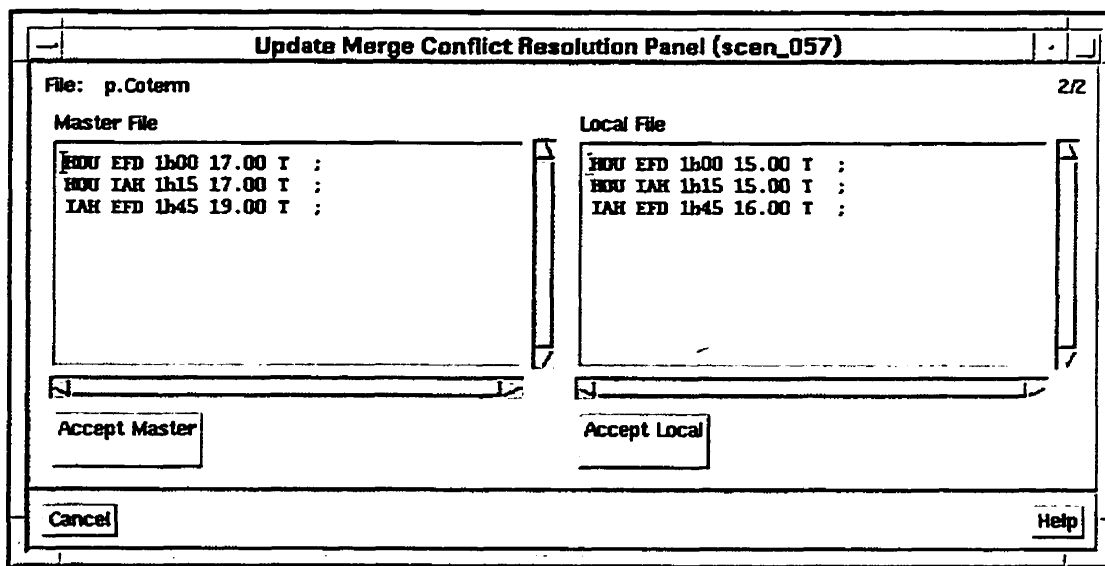 Update Merge Conflict Resolution Panel (scen_057)
File: p.Coterm 2/2
Master File
HOU EFD 1h00 17.00 T ;
HOU IAH 1h15 17.00 T ;
IAH EFD 1h45 19.00 T ;
Accept Master
Local File
HOU EFD 1h00 15.00 T ;
HOU IAH 1h15 15.00 T ;
IAH EFD 1h45 16.00 T ;
Accept Local
Cancel
Help